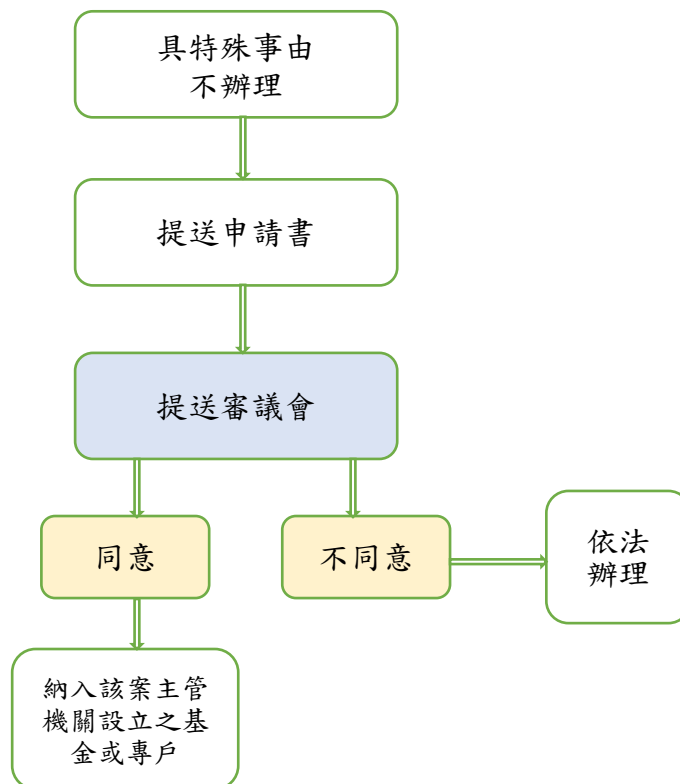 具特殊事由
不辦理
提送申請書
提送審議會
同意
不同意
依法
辦理
納入該案主管
機關設立之基
金或專戶